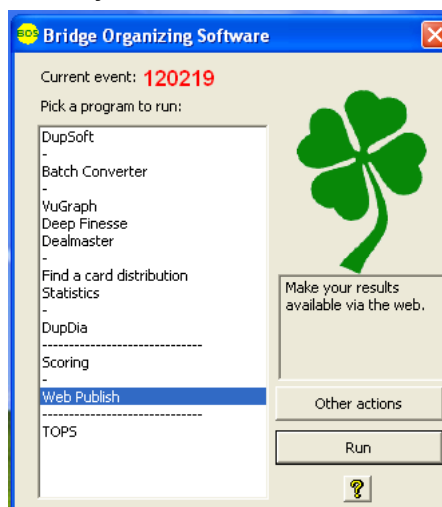 BOS Bridge Organizing Software
Current event: 120219
Pick a program to run:
DupSoft
-
Batch Converter
-
VuGraph
Deep Finesse
Dealmaster
-
Find a card distribution
Statistics
-
DupDia
------------------------------
Scoring
-
Web Publish
------------------------------
TOPS
Make your results
available via the web.
Other actions
Run
?